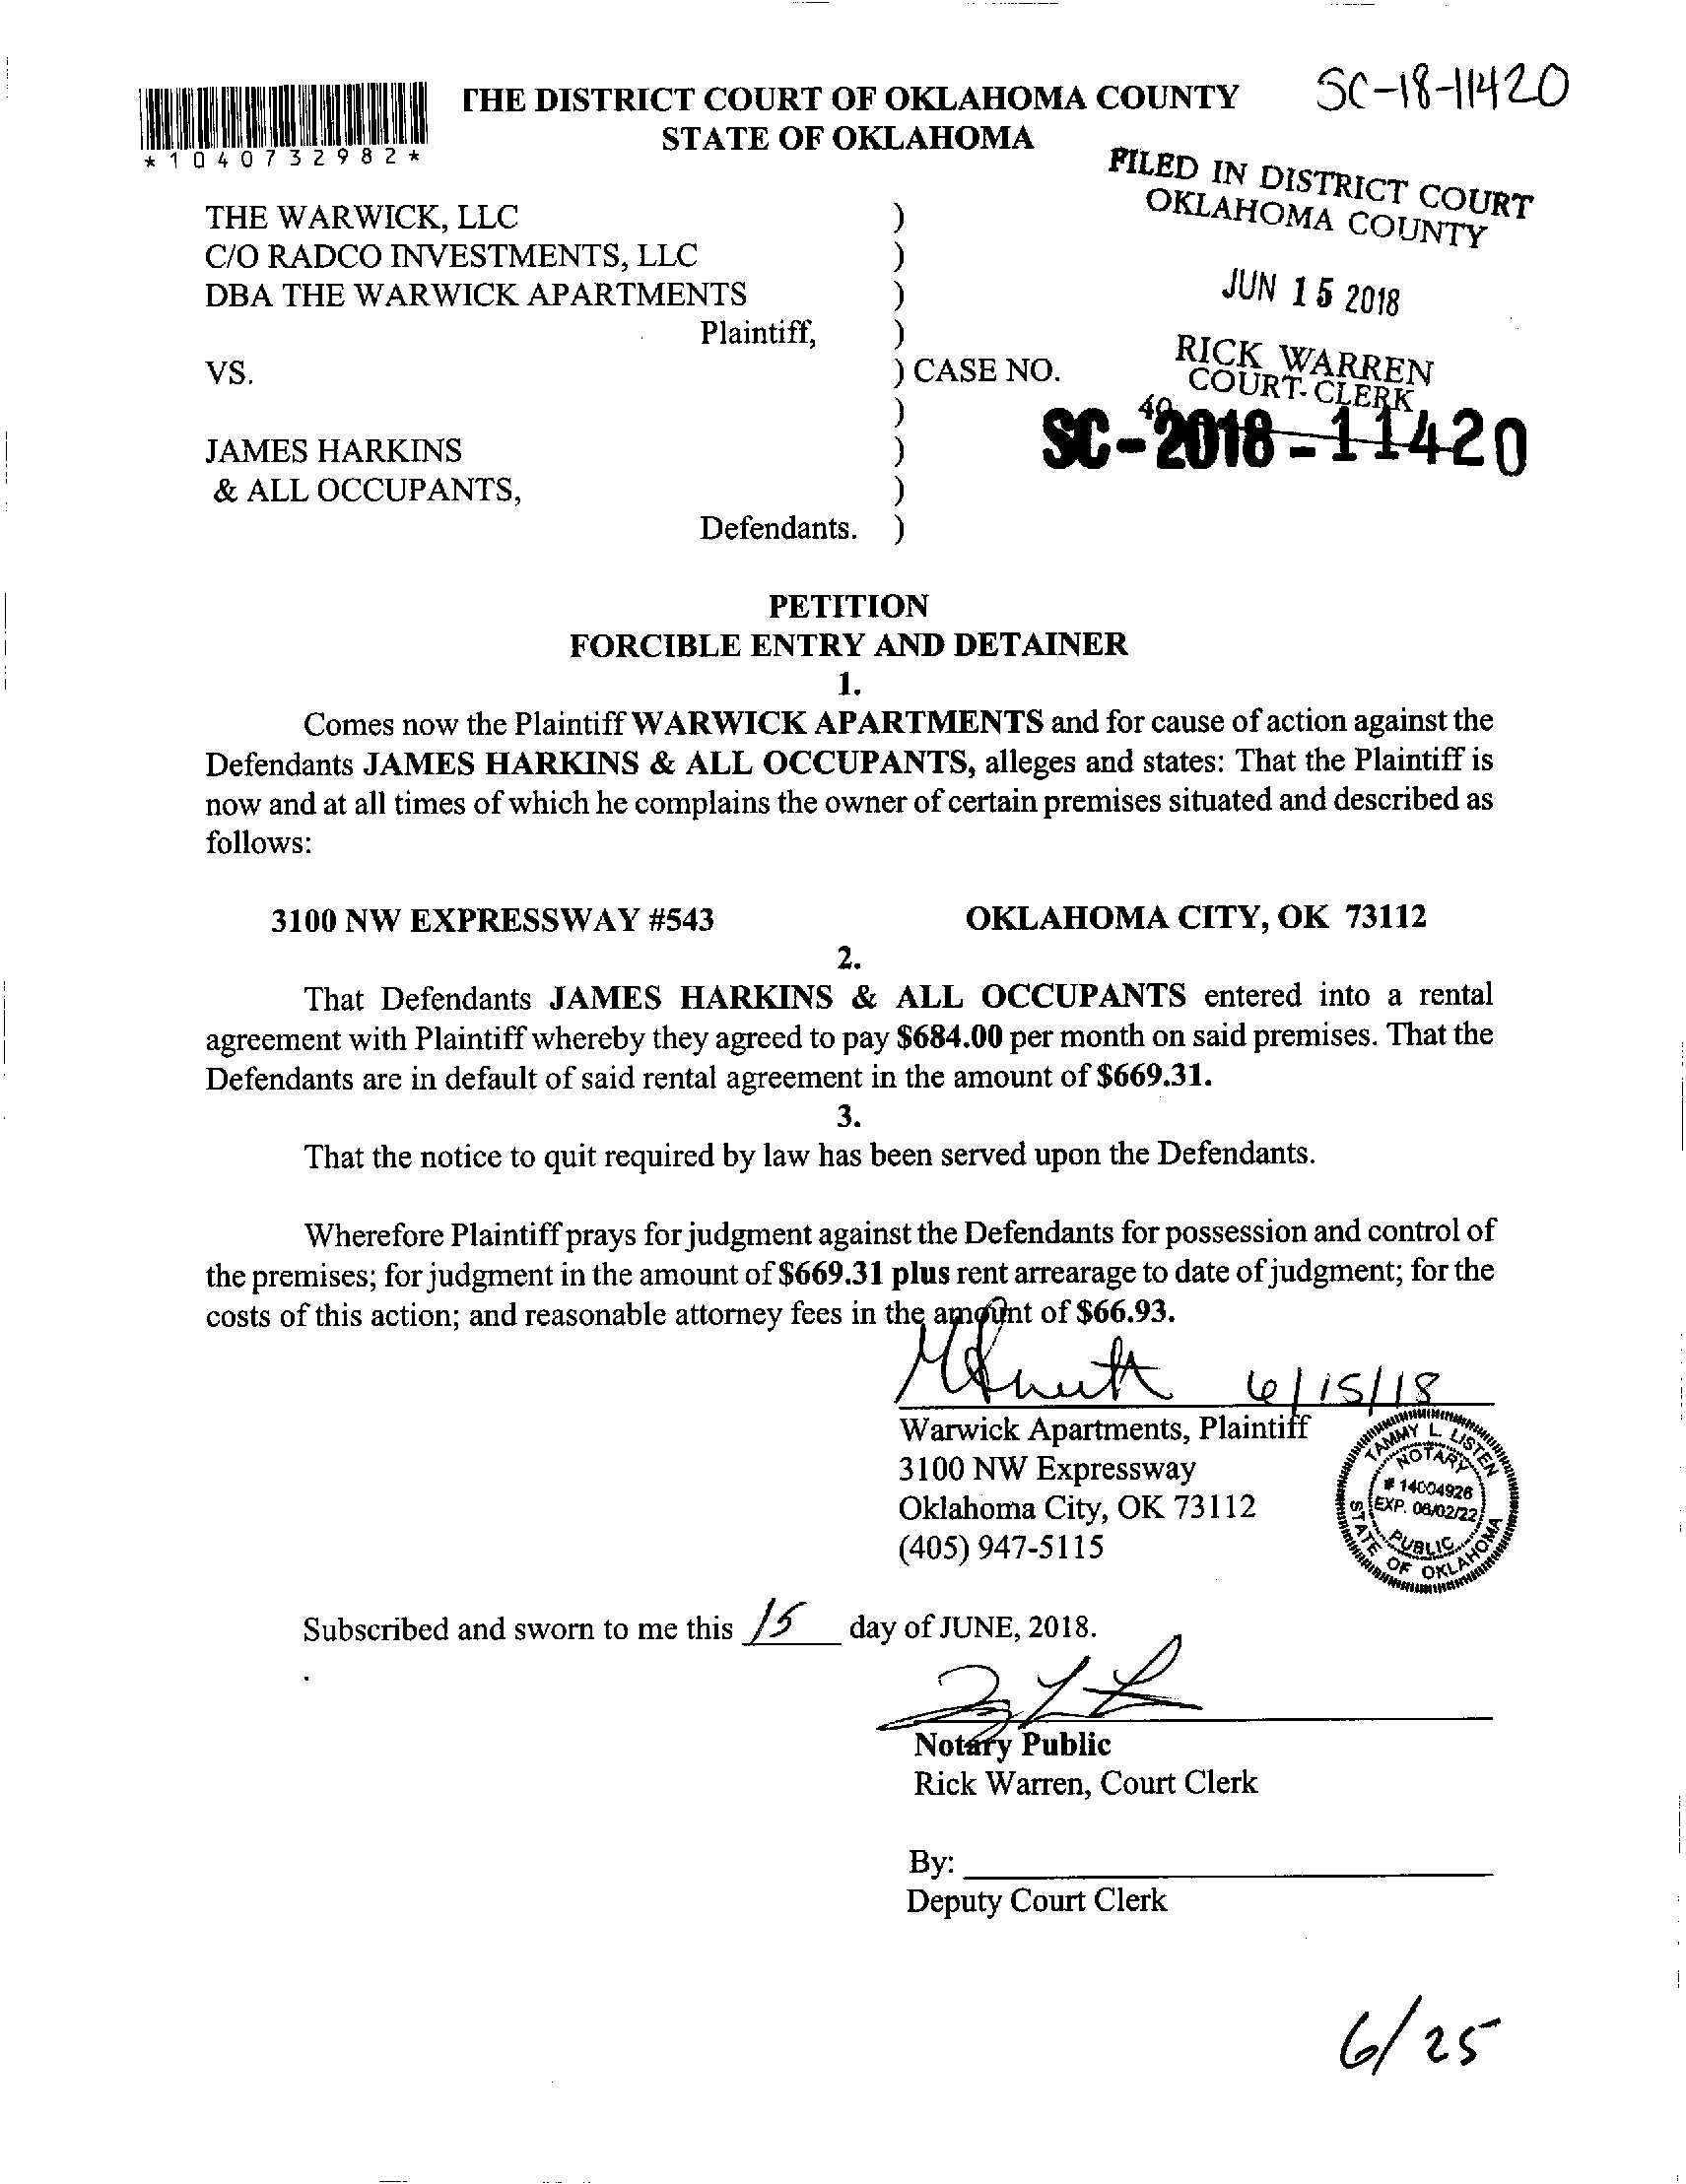 THE DISTRICT COURT OF OKLAHOMA COUNTY
SC-18-11420
STATE OF OKLAHOMA
*1040732982*
FILED IN DISTRICT COURT
OKLAHOMA COUNTY
JUN 15 2018
RICK WARREN
COURT CLERK
40
SC-2018-11420
THE WARWICK, LLC )
C/O RADCO INVESTMENTS, LLC )
DBA THE WARWICK APARTMENTS )
Plaintiff, )
VS. ) CASE NO.
)
JAMES HARKINS )
& ALL OCCUPANTS, )
Defendants. )
PETITION
FORCIBLE ENTRY AND DETAINER
1.
Comes now the Plaintiff WARWICK APARTMENTS and for cause of action against the
Defendants JAMES HARKINS & ALL OCCUPANTS, alleges and states: That the Plaintiff is
now and at all times of which he complains the owner of certain premises situated and described as
follows:
3100 NW EXPRESSWAY #543 OKLAHOMA CITY, OK 73112
2.
That Defendants JAMES HARKINS & ALL OCCUPANTS entered into a rental
agreement with Plaintiff whereby they agreed to pay $684.00 per month on said premises. That the
Defendants are in default of said rental agreement in the amount of $669.31.
3.
That the notice to quit required by law has been served upon the Defendants.
Wherefore Plaintiff prays for judgment against the Defendants for possession and control of
the premises; for judgment in the amount of $669.31 plus rent arrearage to date of judgment; for the
costs of this action; and reasonable attorney fees in the amount of $66.93.
6/15/18
Warwick Apartments, Plaintiff
3100 NW Expressway
Oklahoma City, OK 73112
(405) 947-5115
TAMMY L. LISTEN
NOTARY
# 14004926
EXP. 06/02/22
PUBLIC
STATE OF OKLAHOMA
Subscribed and sworn to me this 15 day of JUNE, 2018.
Notary Public
Rick Warren, Court Clerk
By:
Deputy Court Clerk
6/25